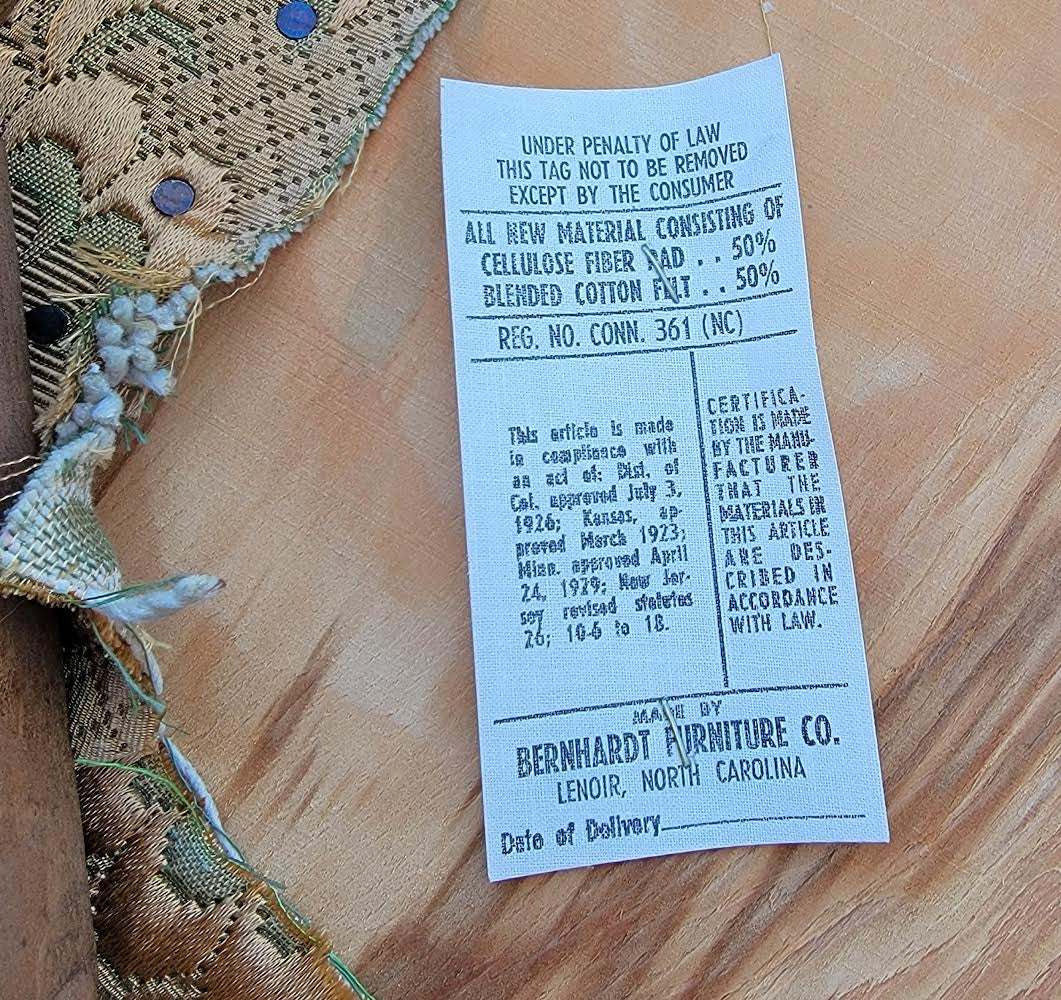 UNDER PENALTY OF LAW
THIS TAG NOT TO BE REMOVED
EXCEPT BY THE CONSUMER
ALL NEW MATERIAL CONSISTING OF
CELLULOSE FIBER PAD . . 50%
BLENDED COTTON FELT . . 50%
REG. NO. CONN. 361 (NC)
This article is made
in compliance with
an act of: Dist. of
Col. approved July 3,
1926; Kansas, ap-
proved March 1923;
Minn. approved April
24, 1929; New Jer-
sey revised statutes
26; 10-6 to 18.
CERTIFICA-
TION IS MADE
BY THE MANU-
FACTURER
THAT THE
MATERIALS IN
THIS ARTICLE
ARE DES-
CRIBED IN
ACCORDANCE
WITH LAW.
MADE BY
BERNHARDT FURNITURE CO.
LENOIR, NORTH CAROLINA
Date of Delivery